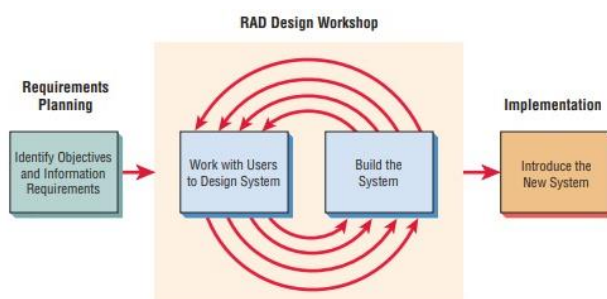 RAD Design Workshop
Requirements
Planning
Identify Objectives
and Information
Requirements
Work with Users
to Design System
Build the
System
Implementation
Introduce the
New System